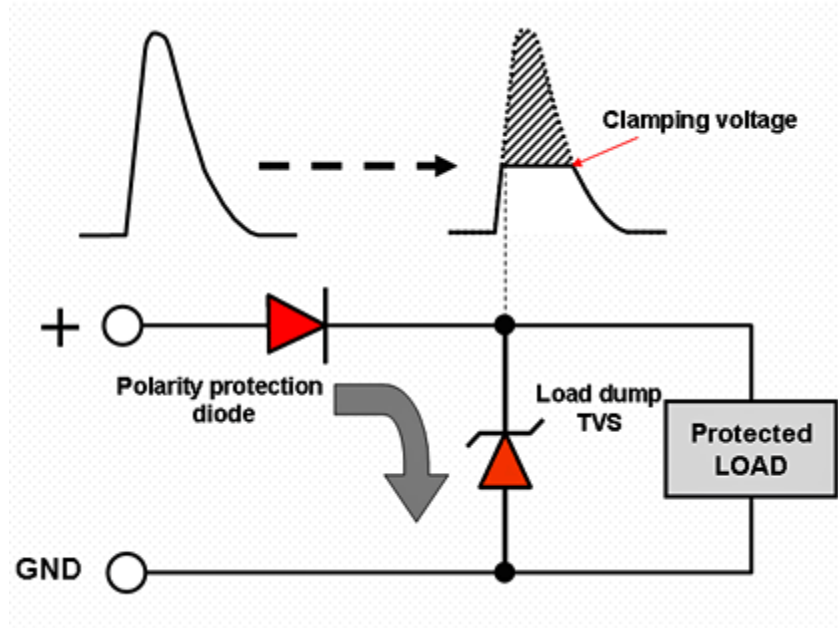 Clamping voltage
+
Polarity protection
diode
Load dump
TVS
Protected
LOAD
GND